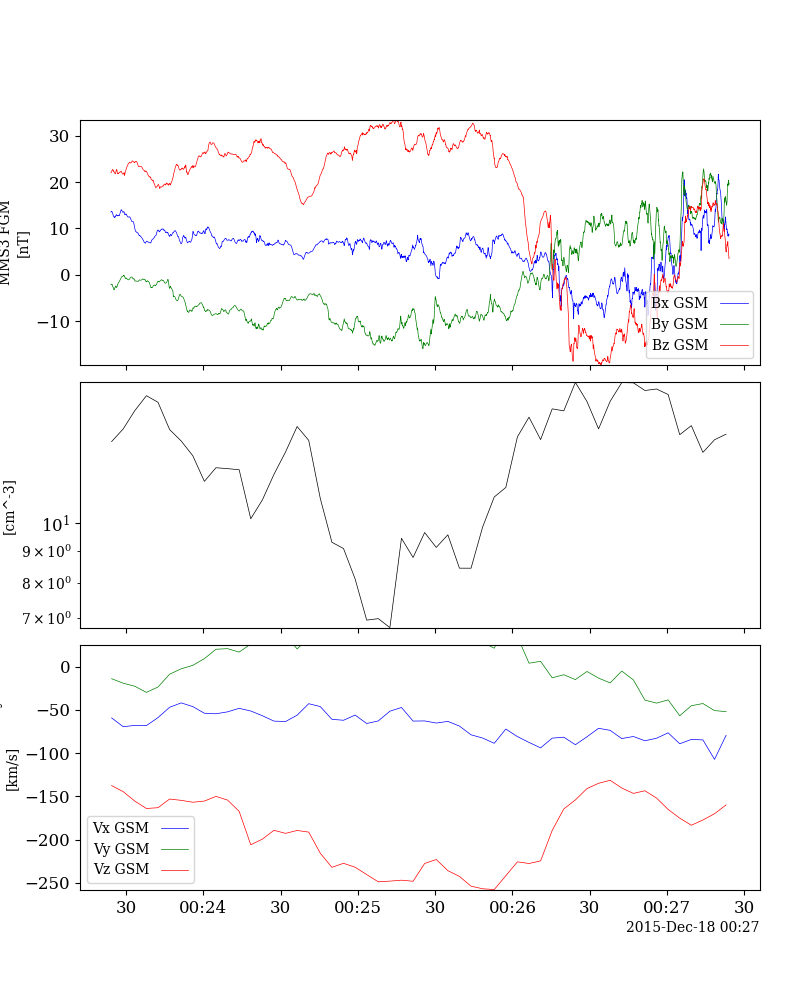 30
20
10
0
−10
MMS3 FGM
[nT]
Bx GSM
By GSM
Bz GSM
10¹
9 × 10⁰
8 × 10⁰
7 × 10⁰
[cm^-3]
0
−50
−100
−150
−200
−250
[km/s]
Vx GSM
Vy GSM
Vz GSM
30 00:24 30 00:25 30 00:26 30 00:27 30
2015-Dec-18 00:27